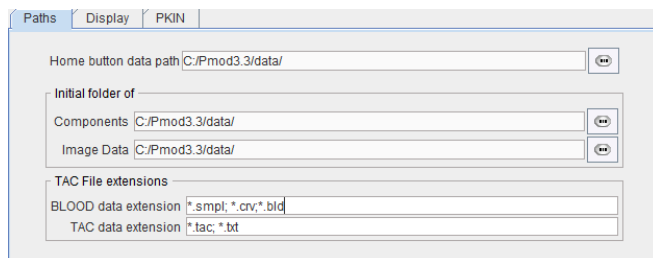 Paths Display PKIN
Home button data path C:/Pmod3.3/data/
Initial folder of
Components C:/Pmod3.3/data/
Image Data C:/Pmod3.3/data/
TAC File extensions
BLOOD data extension *.smpl; *.crv;*.bld
TAC data extension *.tac; *.txt